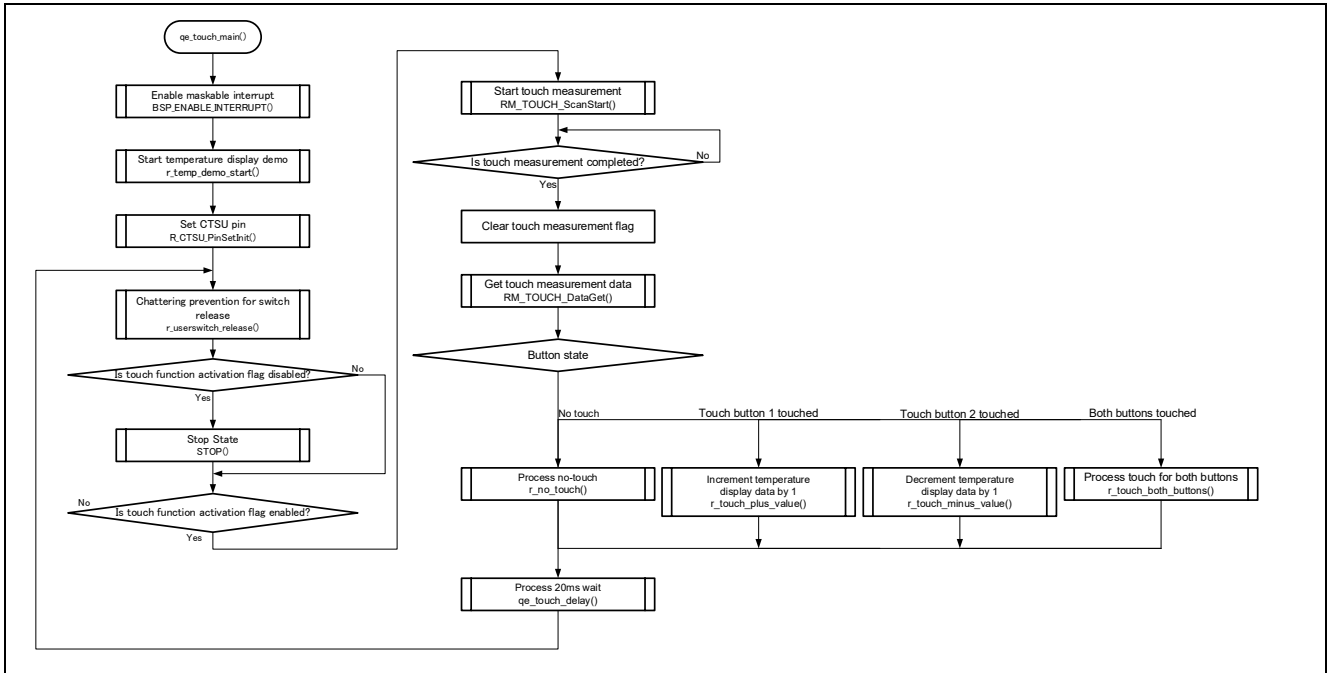 qe_touch_main()
Enable maskable interrupt
BSP_ENABLE_INTERRUPT()
Start temperature display demo
r_temp_demo_start()
Set CTSU pin
R_CTSU_PinSetInit()
Chattering prevention for switch
release
r_userswitch_release()
Is touch function activation flag disabled?
No
Yes
Stop State
STOP()
No
Is touch function activation flag enabled?
Yes
Start touch measurement
RM_TOUCH_ScanStart()
Is touch measurement completed?
No
Yes
Clear touch measurement flag
Get touch measurement data
RM_TOUCH_DataGet()
Button state
No touch
Touch button 1 touched
Touch button 2 touched
Both buttons touched
Process no-touch
r_no_touch()
Increment temperature
display data by 1
r_touch_plus_value()
Decrement temperature
display data by 1
r_touch_minus_value()
Process touch for both buttons
r_touch_both_buttons()
Process 20ms wait
qe_touch_delay()